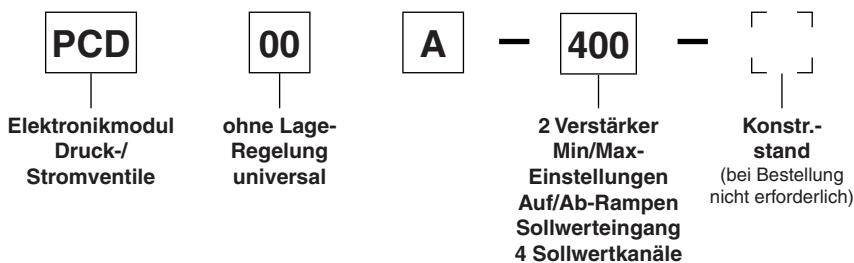 PCD 00 A – 400 –
Elektronikmodul
Druck-/
Stromventile
ohne Lage-
Regelung
universal
2 Verstärker
Min/Max-
Einstellungen
Auf/Ab-Rampen
Sollwerteingang
4 Sollwertkanäle
Konstr.-
stand
(bei Bestellung
nicht erforderlich)